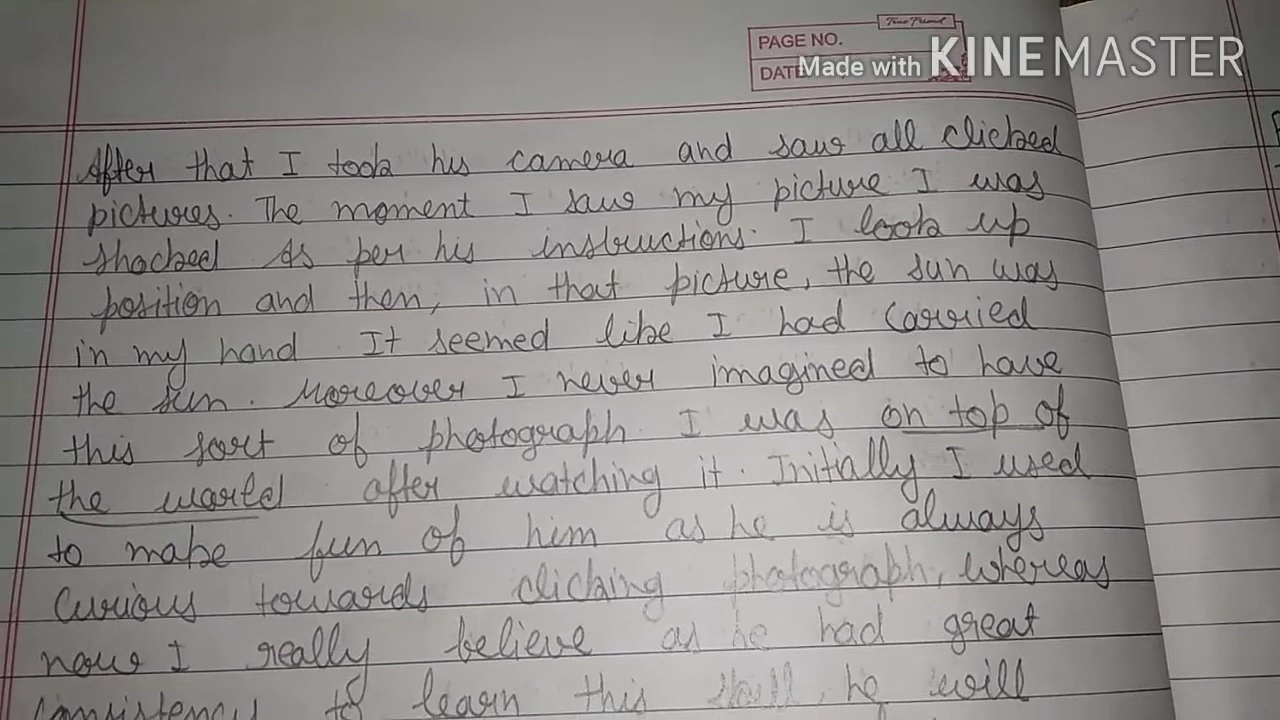 True Trend
PAGE NO.
DATE
Made with KINEMASTER
After that I took his camera and saw all clicked
pictures. The moment I saw my picture I was
shocked As per his instructions. I look up
position and then, in that picture, the sun was
in my hand It seemed like I had carried
the sun. Moreover I never imagined to have
this sort of photograph. I was on top of
the world after watching it. Initially I used
to make fun of him as he is always
curious towards clicking photograph, whereas
now I really believe as he had great
consistency to learn this skill, he will